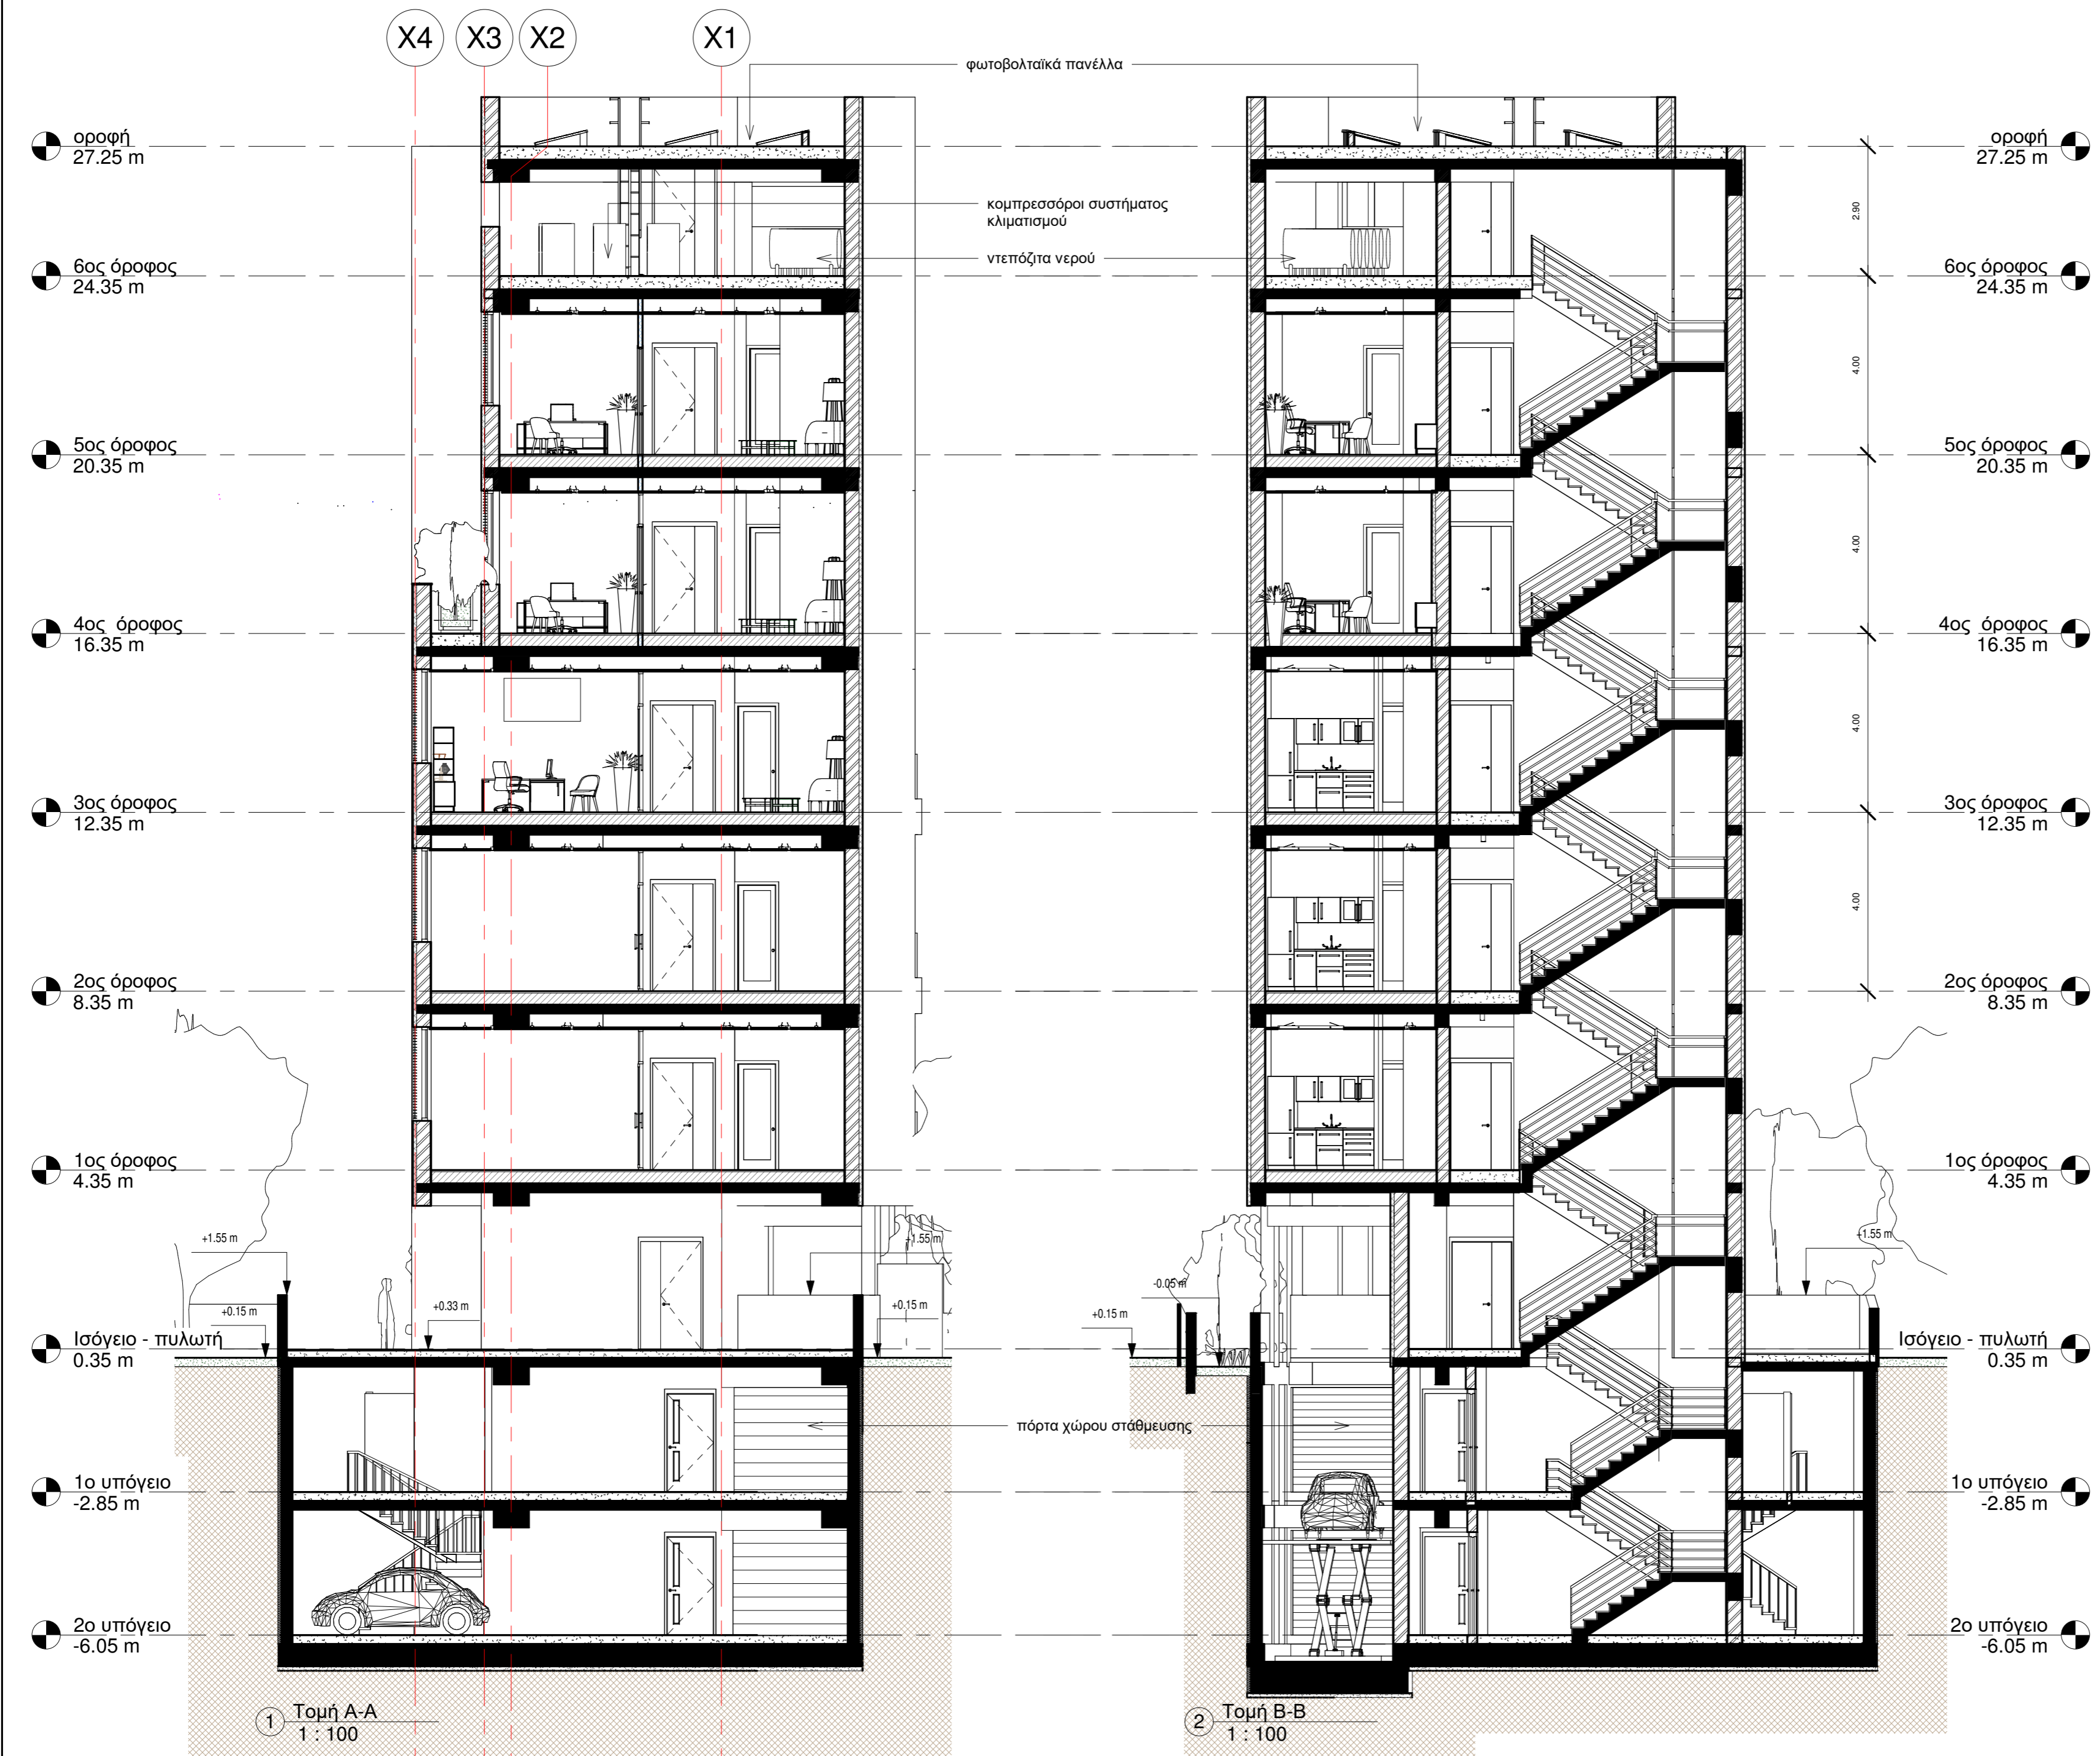 X4 X3 X2 X1
φωτοβολταϊκά πανέλλα
οροφή
27.25 m
οροφή
27.25 m
2.90
κομπρεσσόροι συστήματος
κλιματισμού
ντεπόζιτα νερού
6ος όροφος
24.35 m
6ος όροφος
24.35 m
4.00
5ος όροφος
20.35 m
5ος όροφος
20.35 m
4.00
4ος όροφος
16.35 m
4ος όροφος
16.35 m
4.00
3ος όροφος
12.35 m
3ος όροφος
12.35 m
4.00
2ος όροφος
8.35 m
2ος όροφος
8.35 m
1ος όροφος
4.35 m
1ος όροφος
4.35 m
+1.55 m
+1.55 m
+1.55 m
-0.05 m
+0.15 m
+0.33 m
+0.15 m
+0.15 m
Ισόγειο - πυλωτή
0.35 m
Ισόγειο - πυλωτή
0.35 m
πόρτα χώρου στάθμευσης
1ο υπόγειο
-2.85 m
1ο υπόγειο
-2.85 m
2ο υπόγειο
-6.05 m
2ο υπόγειο
-6.05 m
1 Τομή Α-Α
1 : 100
2 Τομή Β-Β
1 : 100